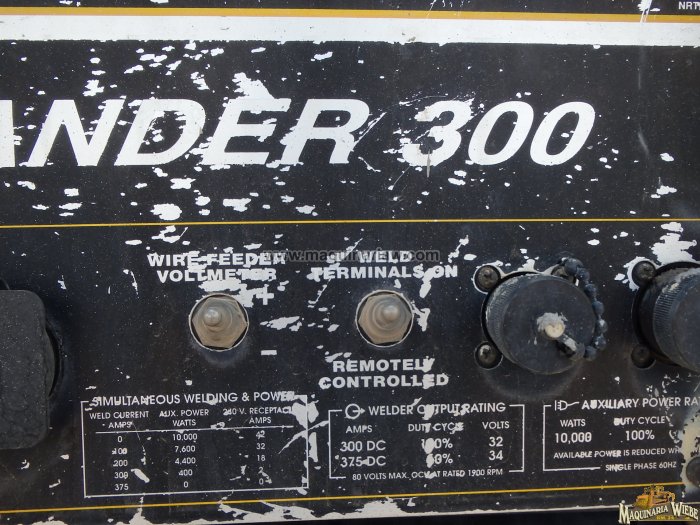 NRTL
ANDER 300
www.maquinwiebe.com
WIRE FEEDER
VOLTMETER
+
WELD
TERMINALS ON
REMOTELY
CONTROLLED
SIMULTANEOUS WELDING & POWER
WELD CURRENT AUX. POWER 240 V. RECEPTACLE
AMPS WATTS AMPS
0 10,000 42
100 7,600 32
200 4,400 18
300 400 2
375 0 0
WELDER OUTPUT RATING
AMPS DUTY CYCLE VOLTS
300 DC 100% 32
375 DC 60% 34
80 VOLTS MAX. OCV AT RATED 1900 RPM
AUXILIARY POWER RAT
WATTS DUTY CYCLE
10,000 100%
AVAILABLE POWER IS REDUCED W
SINGLE PHASE 60HZ
MAQUINARIA WIEBE